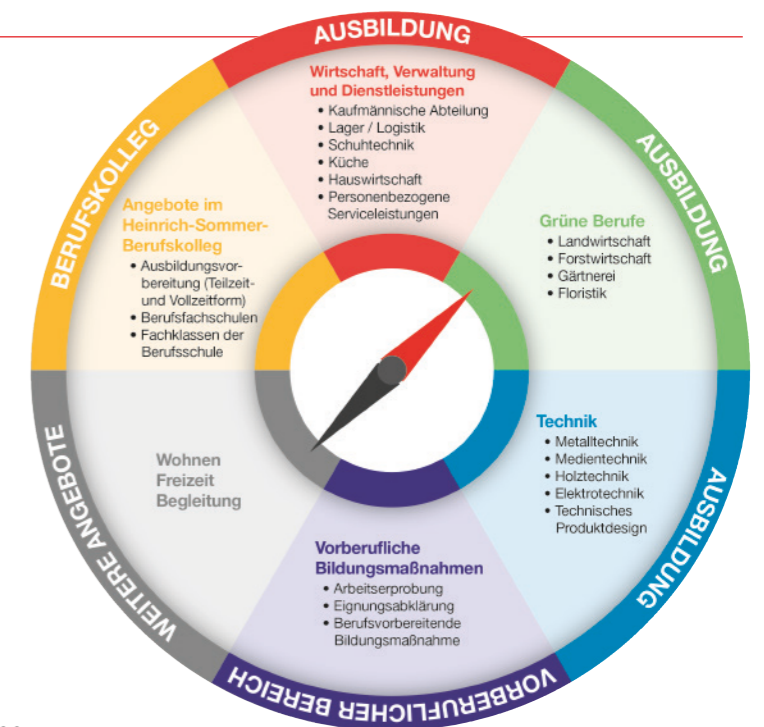 AUSBILDUNG
Wirtschaft, Verwaltung
und Dienstleistungen
• Kaufmännische Abteilung
• Lager / Logistik
• Schuhtechnik
• Küche
• Hauswirtschaft
• Personenbezogene
Serviceleistungen
AUSBILDUNG
Grüne Berufe
• Landwirtschaft
• Forstwirtschaft
• Gärtnerei
• Floristik
AUSBILDUNG
Technik
• Metalltechnik
• Medientechnik
• Holztechnik
• Elektrotechnik
• Technisches
Produktdesign
VORBERUFLICHER BEREICH
Vorberufliche
Bildungsmaßnahmen
• Arbeitserprobung
• Eignungsabklärung
• Berufsvorbereitende
Bildungsmaßnahme
WEITERE ANGEBOTE
Wohnen
Freizeit
Begleitung
BERUFSKOLLEG
Angebote im
Heinrich-Sommer-
Berufskolleg
• Ausbildungsvor-
bereitung (Teilzeit-
und Vollzeitform)
• Berufsfachschulen
• Fachklassen der
Berufsschule